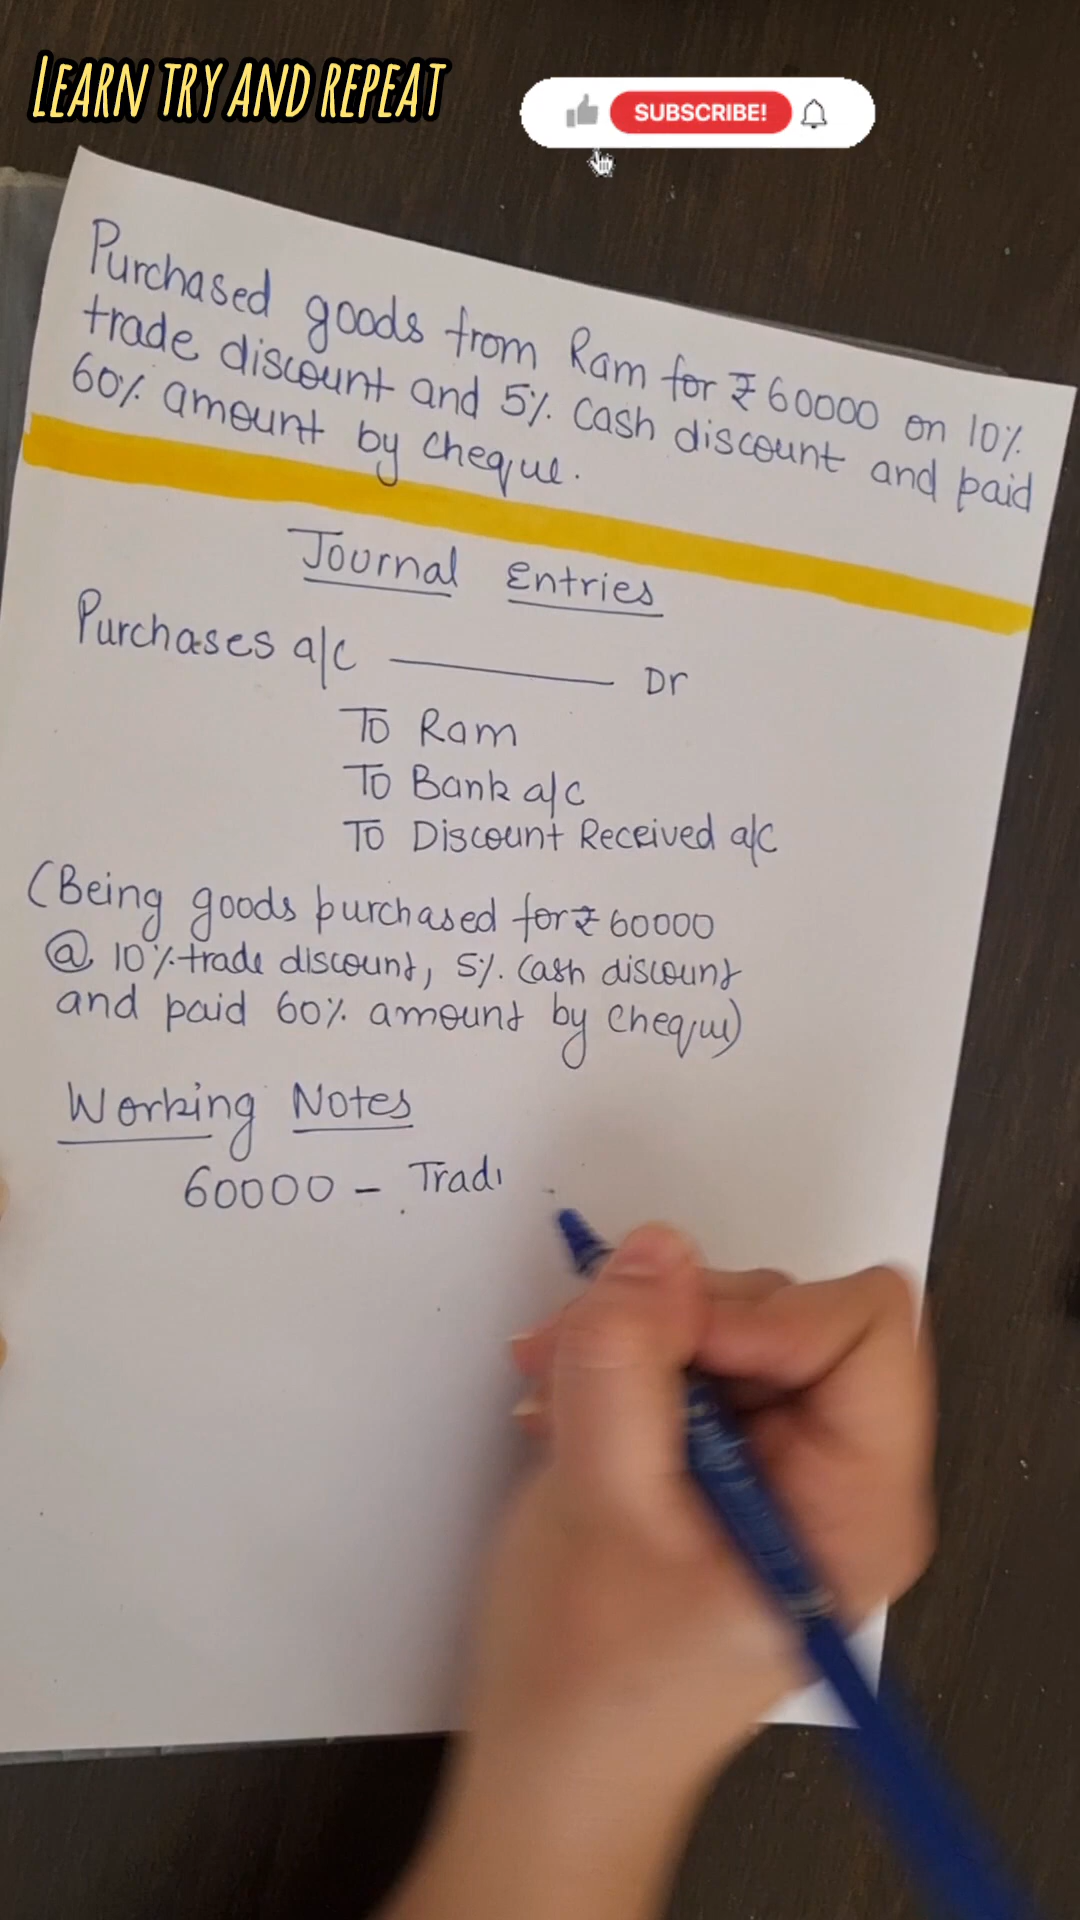 LEARN TRY AND REPEAT
SUBSCRIBE!
Purchased goods from Ram for ₹ 60000 on 10%
trade discount and 5% cash discount and paid
60% amount by cheque.
Journal Entries
Purchases a/c ———— Dr
To Ram
To Bank a/c
To Discount Received a/c
(Being goods purchased for ₹ 60000
@ 10% trade discount, 5% cash discount
and paid 60% amount by cheque)
Working Notes
60000 – Trad